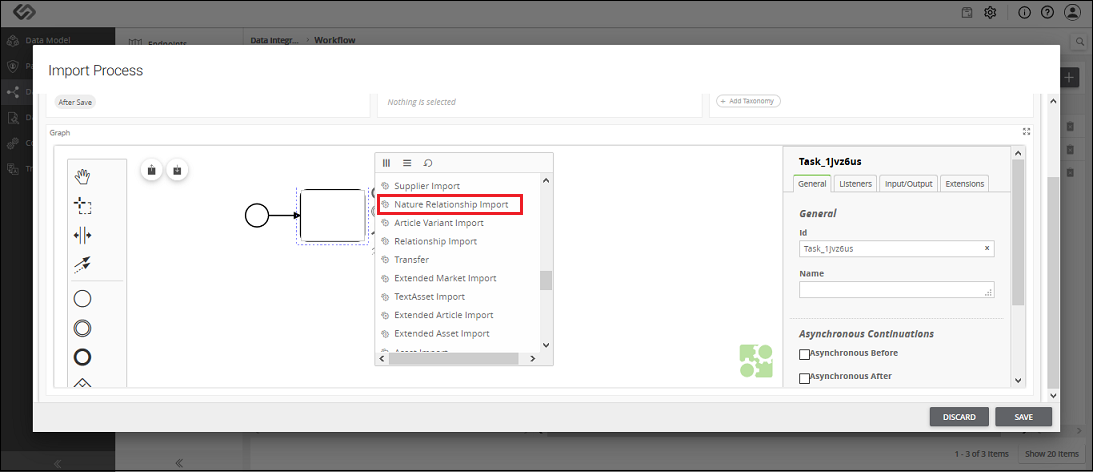 Data Model
Endpoints
Data Integr...
Workflow
Import Process
After Save
Nothing is selected
+ Add Taxonomy
Graph
Supplier Import
Nature Relationship Import
Article Variant Import
Relationship Import
Transfer
Extended Market Import
TextAsset Import
Extended Article Import
Extended Asset Import
Asset Import
Task_1jvz6us
General
Listeners
Input/Output
Extensions
General
Id
Task_1jvz6us
x
Name
Asynchronous Continuations
Asynchronous Before
Asynchronous After
DISCARD
SAVE
1 - 3 of 3 Items
Show 20 Items